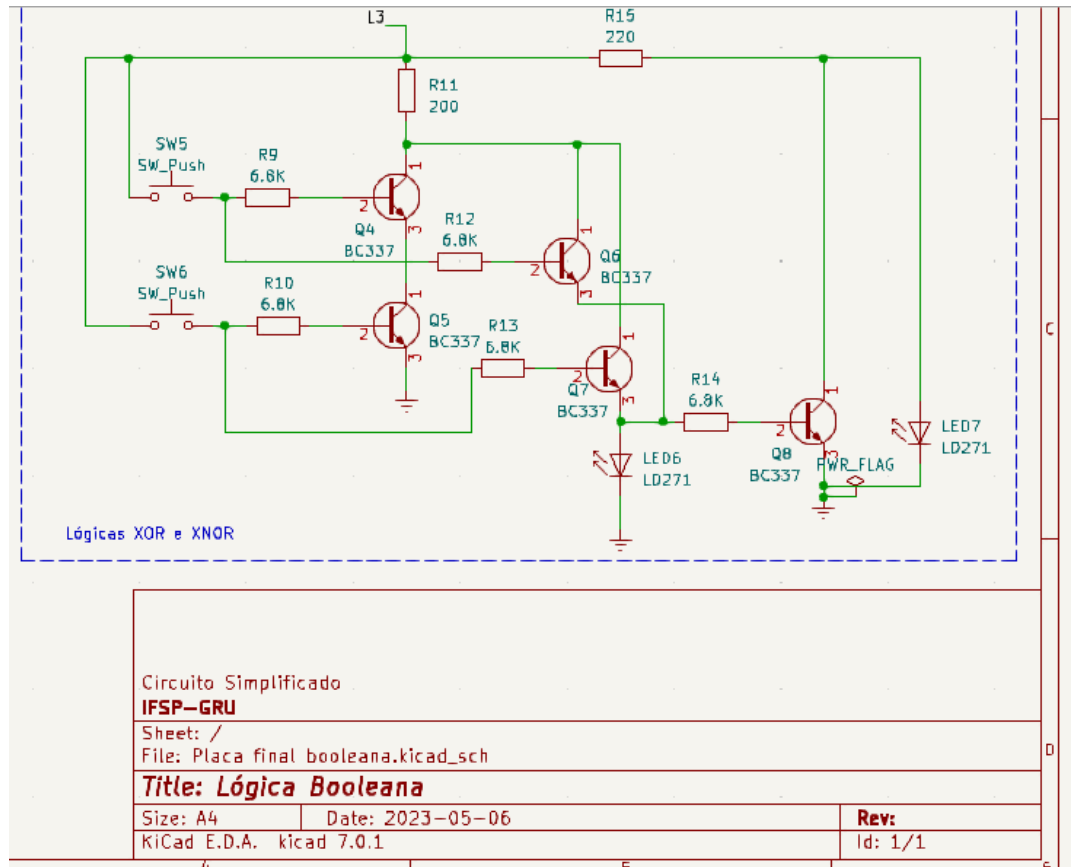 L3
R15
220
R11
200
SW5
SW_Push
R9
6.8K
1
2
3
Q4
BC337
R12
6.8K
1
2
3
Q6
BC337
SW6
SW_Push
R10
6.8K
1
2
3
Q5
BC337
R13
6.8K
1
2
3
Q7
BC337
R14
6.8K
1
2
3
Q8
BC337
PWR_FLAG
LED6
LD271
LED7
LD271
Lógicas XOR e XNOR
C
D
Circuito Simplificado
IFSP-GRU
Sheet: /
File: Placa final booleana.kicad_sch
Title: Lógica Booleana
Size: A4
Date: 2023-05-06
Rev:
KiCad E.D.A. kicad 7.0.1
Id: 1/1